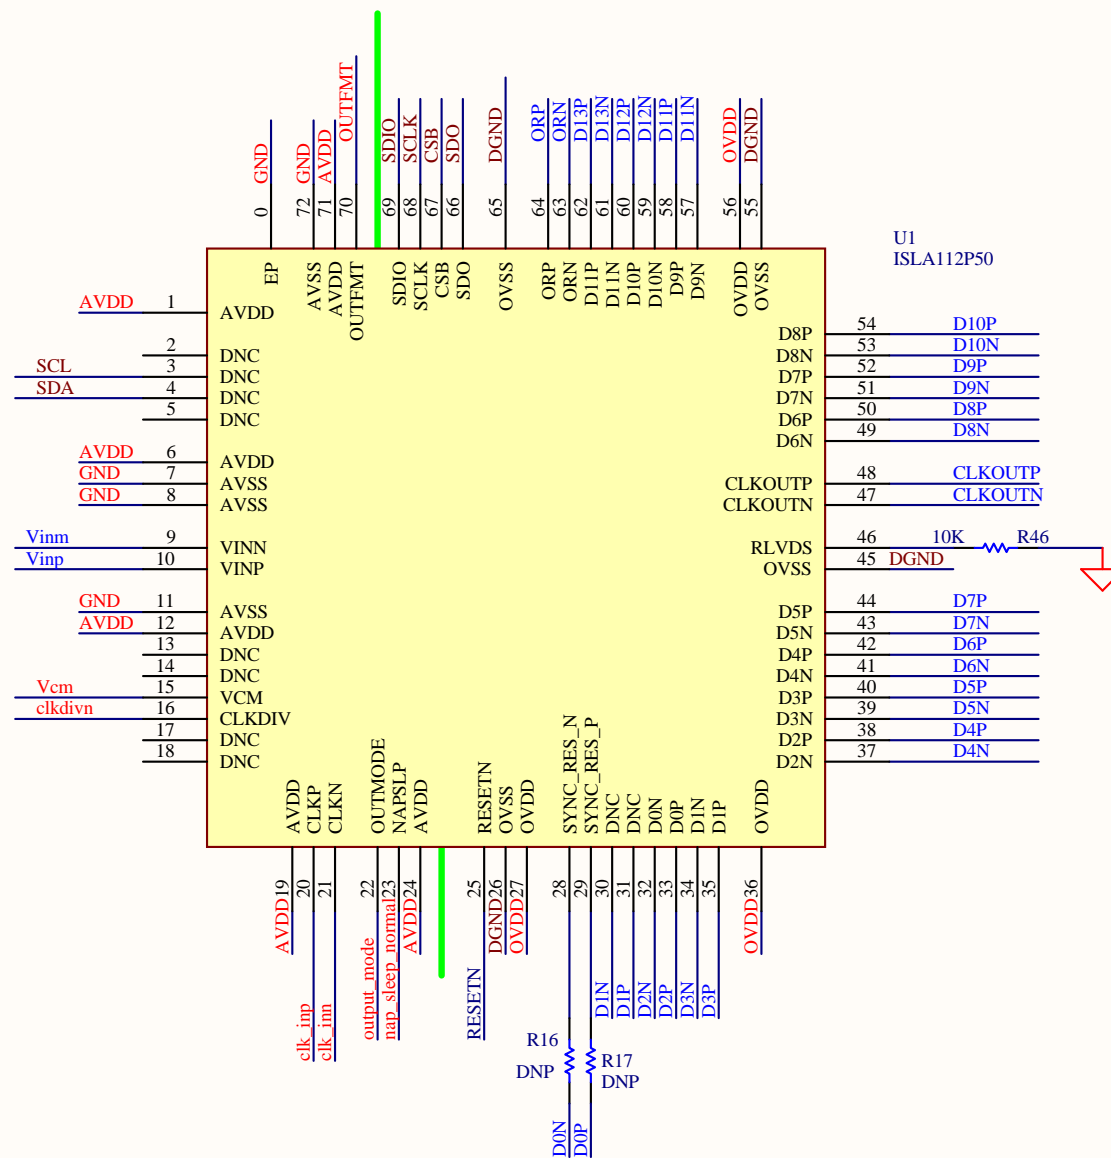 U1
ISLA112P50
GND
GND
AVDD
OUTFMT
SDIO
SCLK
CSB
SDO
DGND
ORP
ORN
D13P
D13N
D12P
D12N
D11P
D11N
OVDD
DGND
0
72
71
70
69
68
67
66
65
64
63
62
61
60
59
58
57
56
55
EP
AVSS
AVDD
OUTFMT
SDIO
SCLK
CSB
SDO
OVSS
ORP
ORN
D11P
D11N
D10P
D10N
D9P
D9N
OVDD
OVSS
AVDD 1 AVDD
2 DNC
SCL 3 DNC
SDA 4 DNC
5 DNC
AVDD 6 AVDD
GND 7 AVSS
GND 8 AVSS
Vinm 9 VINN
Vinp 10 VINP
GND 11 AVSS
AVDD 12 AVDD
13 DNC
14 DNC
Vcm 15 VCM
clkdivn 16 CLKDIV
17 DNC
18 DNC
D8P 54 D10P
D8N 53 D10N
D7P 52 D9P
D7N 51 D9N
D6P 50 D8P
D6N 49 D8N
CLKOUTP 48 CLKOUTP
CLKOUTN 47 CLKOUTN
RLVDS 46 10K R46
OVSS 45 DGND
D5P 44 D7P
D5N 43 D7N
D4P 42 D6P
D4N 41 D6N
D3P 40 D5P
D3N 39 D5N
D2P 38 D4P
D2N 37 D4N
AVDD
CLKP
CLKN
OUTMODE
NAPSLP
AVDD
RESETN
OVSS
OVDD
SYNC_RES_N
SYNC_RES_P
DNC
DNC
D0N
D0P
D1N
D1P
OVDD
19
20
21
22
23
24
25
26
27
28
29
30
31
32
33
34
35
36
AVDD
clk_inp
clk_inn
output_mode
nap_sleep_normal
AVDD
RESETN
DGND
OVDD
D1N
D1P
D2N
D2P
D3N
D3P
OVDD
R16
DNP
R17
DNP
D0N
D0P